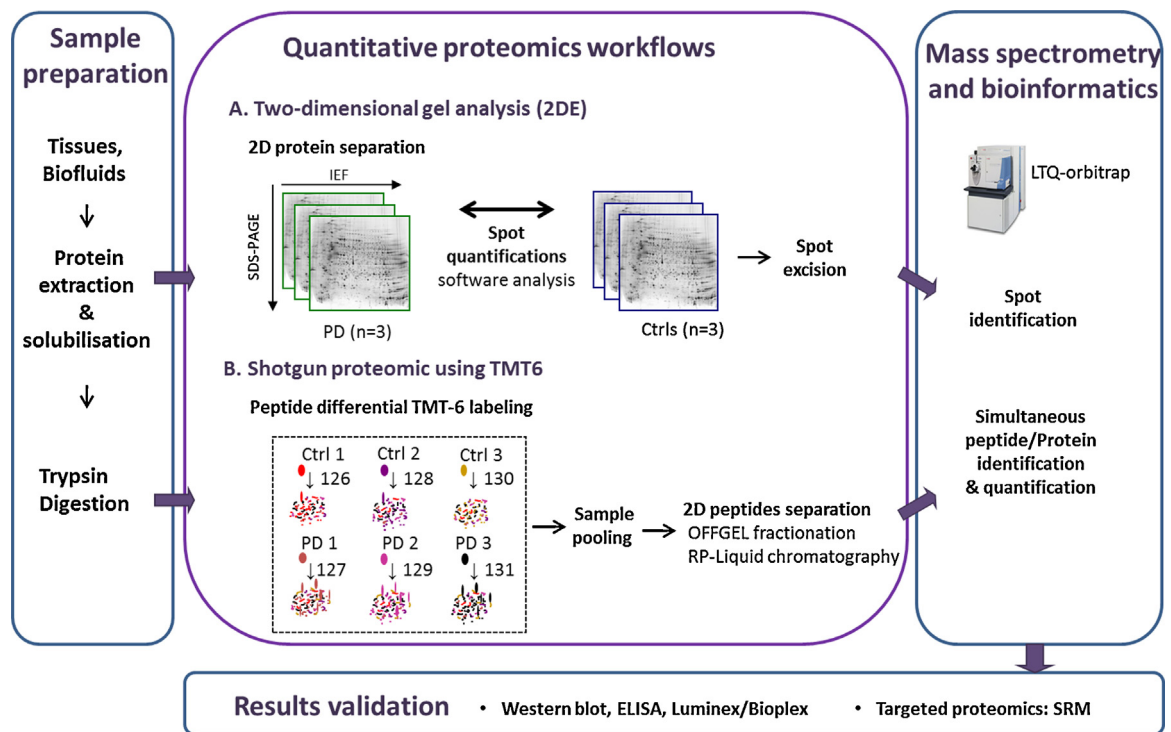 Sample
preparation
Tissues,
Biofluids
Protein
extraction
&
solubilisation
Trypsin
Digestion
Quantitative proteomics workflows
A. Two-dimensional gel analysis (2DE)
2D protein separation
IEF
SDS-PAGE
PD (n=3)
Spot
quantifications
software analysis
Ctrls (n=3)
Spot
excision
B. Shotgun proteomic using TMT6
Peptide differential TMT-6 labeling
Ctrl 1
126
Ctrl 2
128
Ctrl 3
130
PD 1
127
PD 2
129
PD 3
131
Sample
pooling
2D peptides separation
OFFGEL fractionation
RP-Liquid chromatography
Mass spectrometry
and bioinformatics
LTQ-orbitrap
Spot
identification
Simultaneous
peptide/Protein
identification
& quantification
Results validation
• Western blot, ELISA, Luminex/Bioplex
• Targeted proteomics: SRM